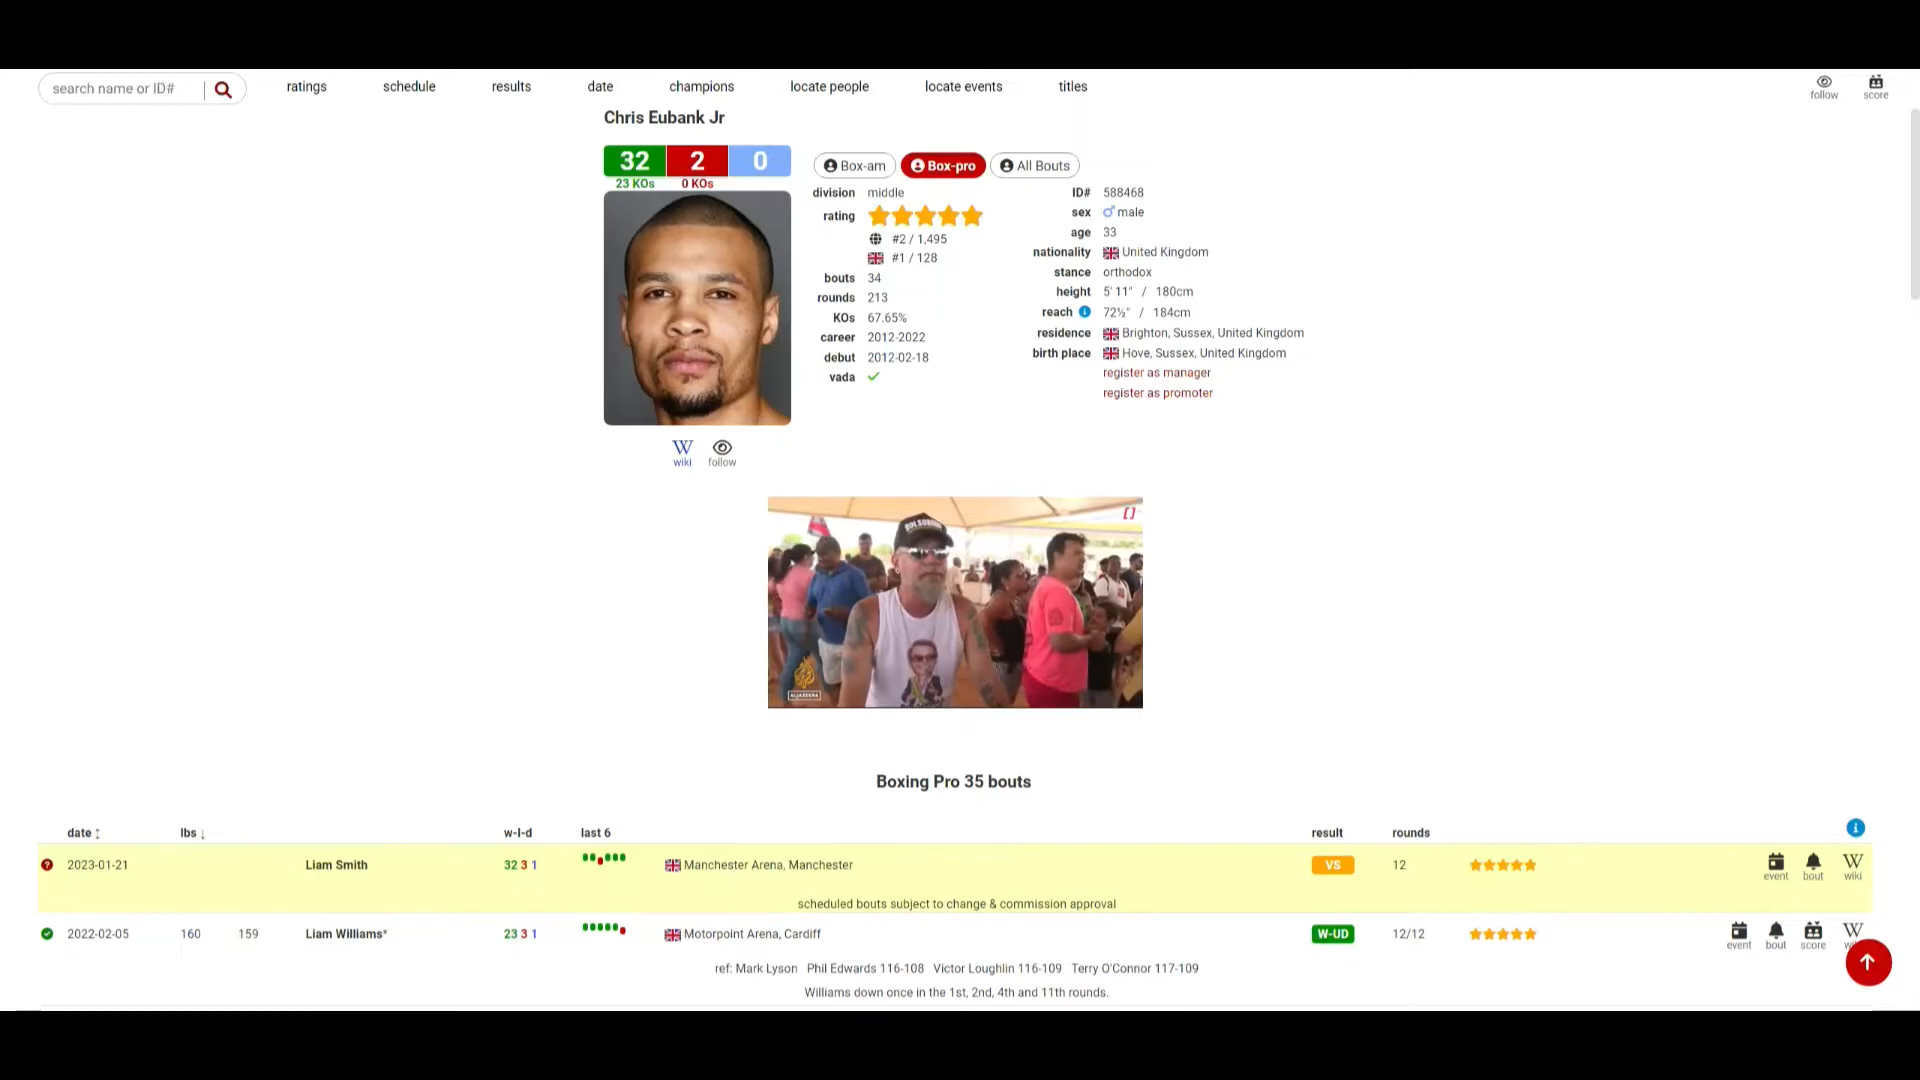 search name or ID# ratings schedule results date champions locate people locate events titles follow score
Chris Eubank Jr
32 2 0
23 KOs 0 KOs
Box-am Box-pro All Bouts
division middle
rating
#2 / 1,495
#1 / 128
bouts 34
rounds 213
KOs 67.65%
career 2012-2022
debut 2012-02-18
vada
ID# 588468
sex male
age 33
nationality United Kingdom
stance orthodox
height 5' 11" / 180cm
reach 72½" / 184cm
residence Brighton, Sussex, United Kingdom
birth place Hove, Sussex, United Kingdom
register as manager
register as promoter
W wiki follow
BOLSONARO
[ ]
ALJAZEERA
Boxing Pro 35 bouts
date lbs w-l-d last 6 result rounds
2023-01-21 Liam Smith 32 3 1 Manchester Arena, Manchester VS 12 event bout wiki
scheduled bouts subject to change & commission approval
2022-02-05 160 159 Liam Williams* 23 3 1 Motorpoint Arena, Cardiff W-UD 12/12 event bout score
ref: Mark Lyson Phil Edwards 116-108 Victor Loughlin 116-109 Terry O'Connor 117-109
Williams down once in the 1st, 2nd, 4th and 11th rounds.